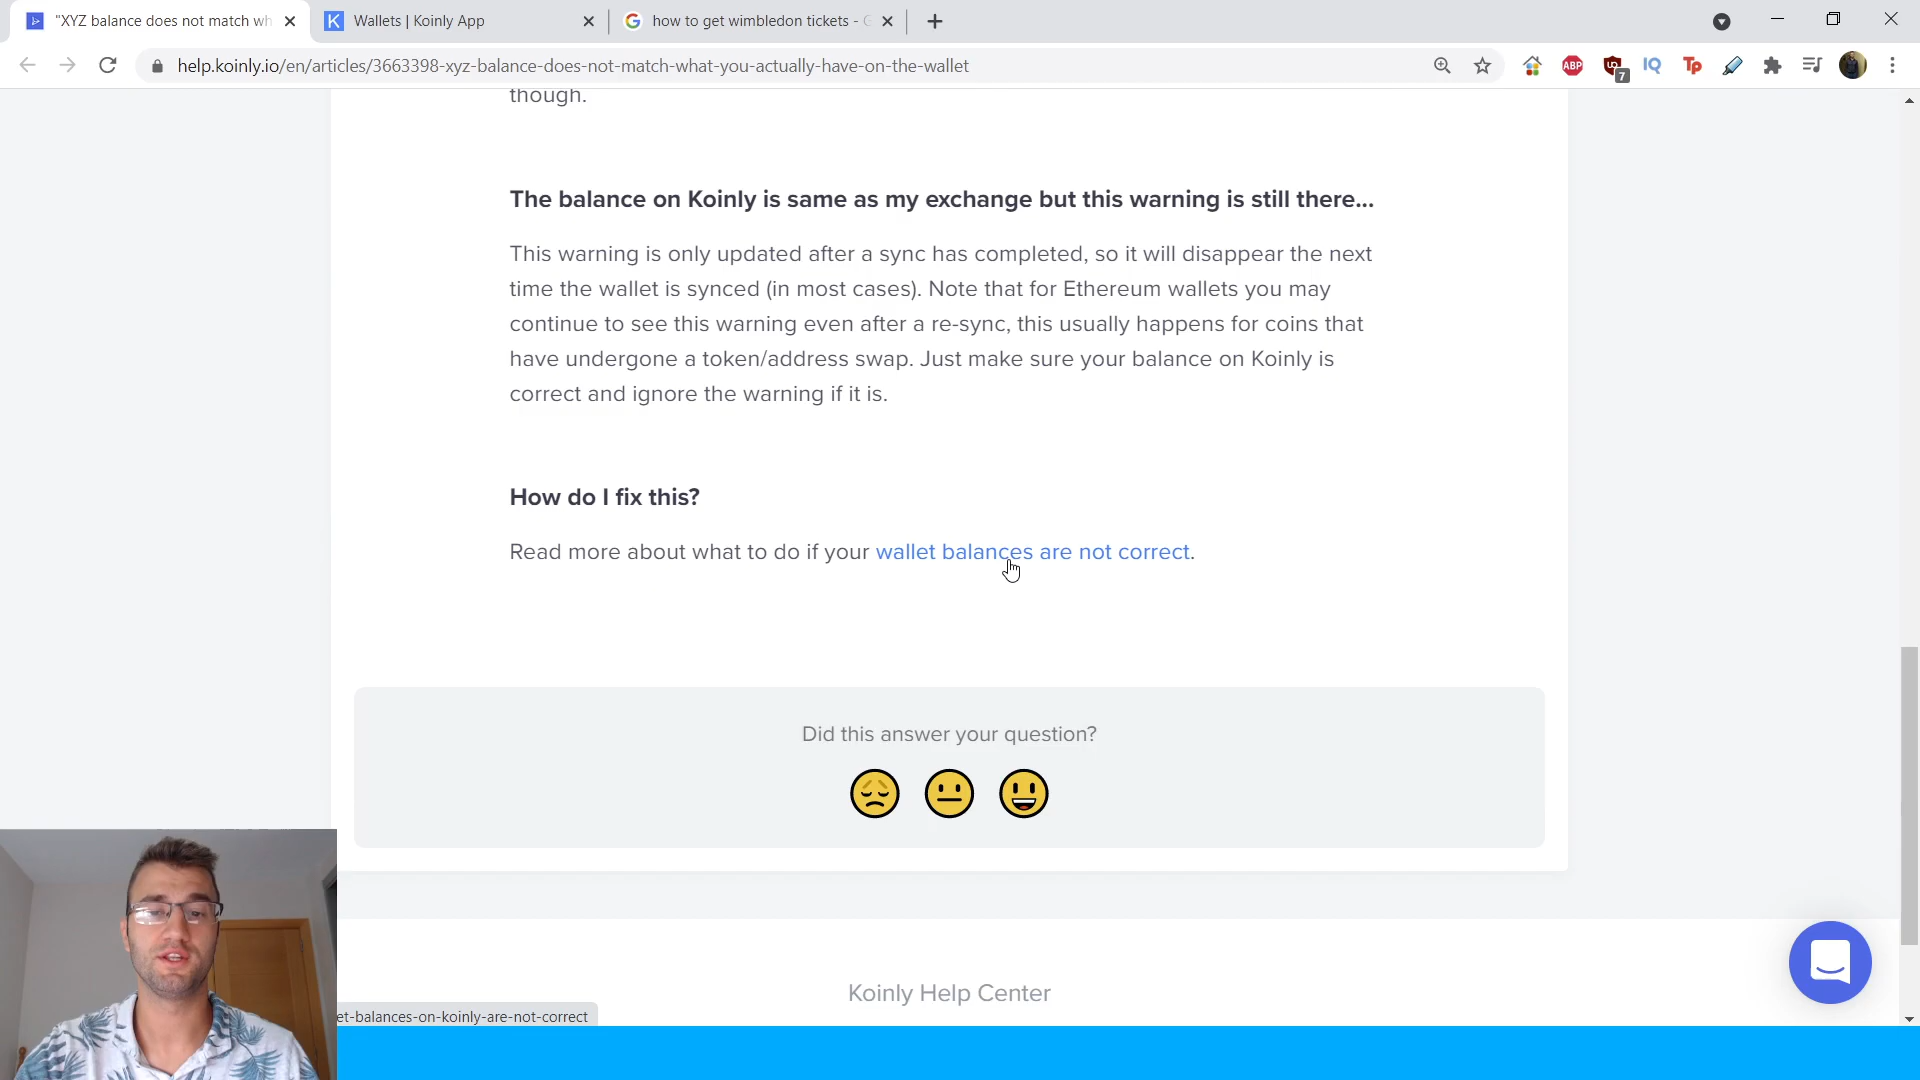 "XYZ balance does not match wh
Wallets | Koinly App
how to get wimbledon tickets - G
help.koinly.io/en/articles/3663398-xyz-balance-does-not-match-what-you-actually-have-on-the-wallet
ABP
7
IQ
Tp
though.
The balance on Koinly is same as my exchange but this warning is still there...
This warning is only updated after a sync has completed, so it will disappear the next
time the wallet is synced (in most cases). Note that for Ethereum wallets you may
continue to see this warning even after a re-sync, this usually happens for coins that
have undergone a token/address swap. Just make sure your balance on Koinly is
correct and ignore the warning if it is.
How do I fix this?
Read more about what to do if your wallet balances are not correct.
Did this answer your question?
Koinly Help Center
et-balances-on-koinly-are-not-correct